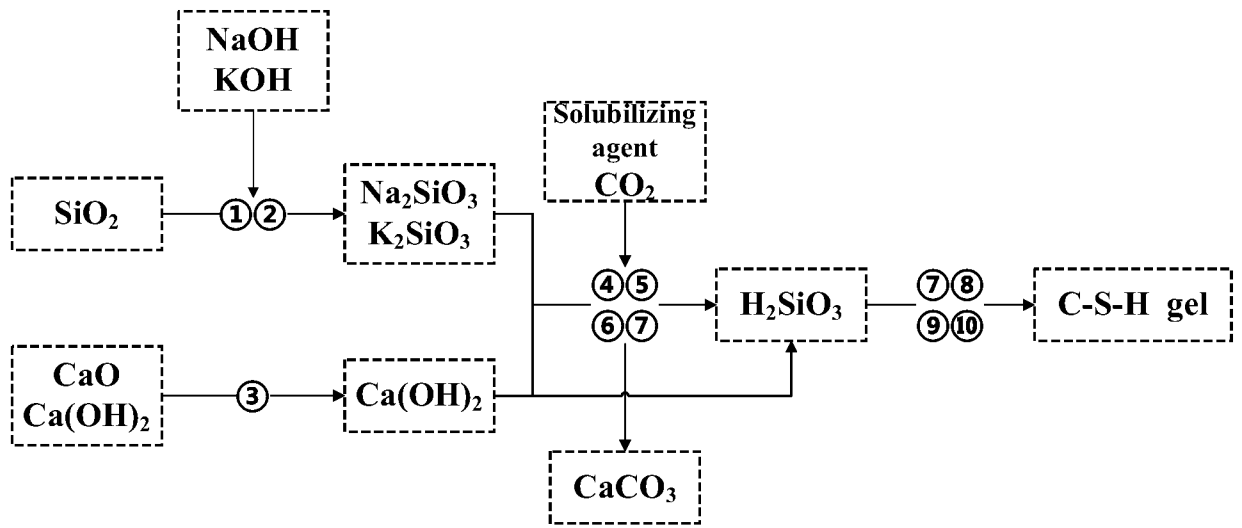 NaOH
KOH
Solubilizing
agent
CO₂
SiO₂
①②
Na₂SiO₃
K₂SiO₃
④⑤
⑥⑦
H₂SiO₃
⑦⑧
⑨⑩
C-S-H gel
CaO
Ca(OH)₂
③
Ca(OH)₂
CaCO₃